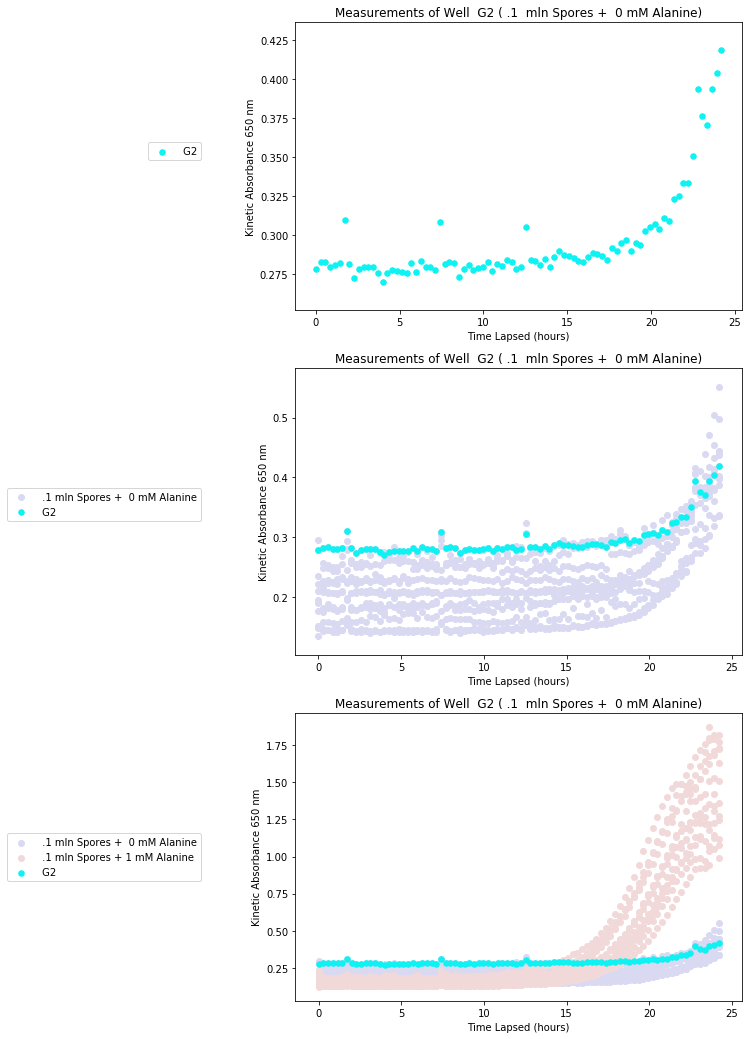 Measurements of Well  G2 ( .1  mln Spores +  0 mM Alanine)
0.425
0.400
0.375
0.350
0.325
0.300
0.275
Kinetic Absorbance 650 nm
G2
0
5
10
15
20
25
Time Lapsed (hours)
Measurements of Well  G2 ( .1  mln Spores +  0 mM Alanine)
0.5
0.4
0.3
0.2
Kinetic Absorbance 650 nm
.1 mln Spores +  0 mM Alanine
G2
0
5
10
15
20
25
Time Lapsed (hours)
Measurements of Well  G2 ( .1  mln Spores +  0 mM Alanine)
1.75
1.50
1.25
1.00
0.75
0.50
0.25
Kinetic Absorbance 650 nm
.1 mln Spores +  0 mM Alanine
.1 mln Spores + 1 mM Alanine
G2
0
5
10
15
20
25
Time Lapsed (hours)